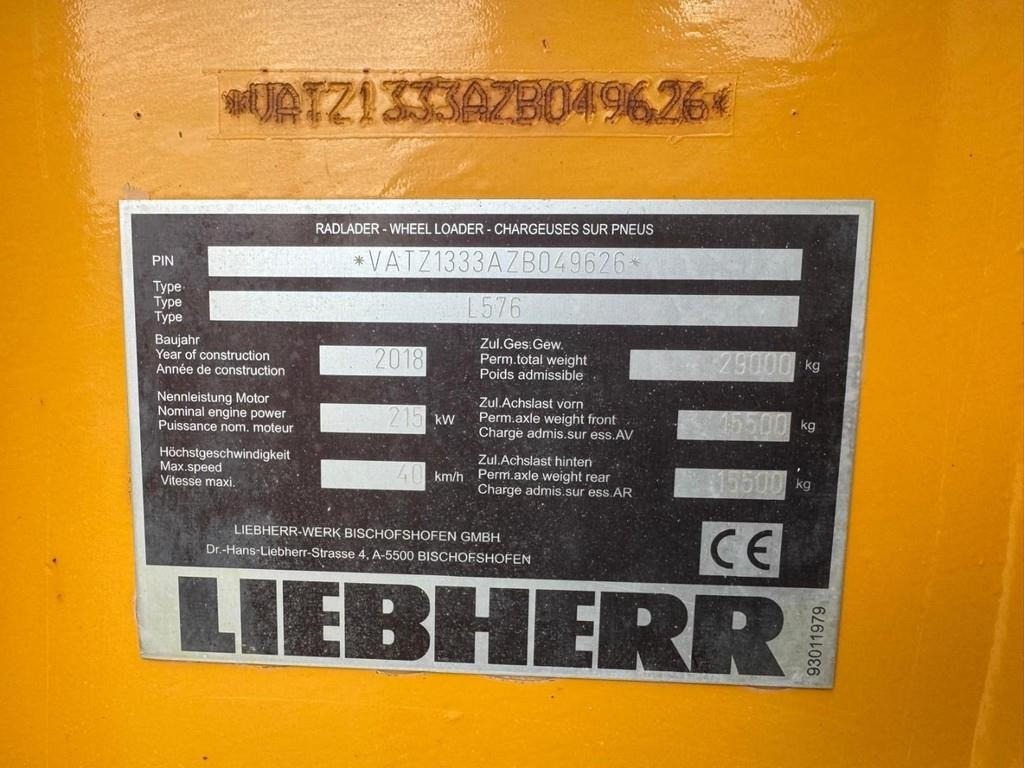 *VATZ1333AZB049626*
RADLADER - WHEEL LOADER - CHARGEUSES SUR PNEUS
PIN *VATZ1333AZB049626*
Type
Type L576
Type
Baujahr
Year of construction 2018
Année de construction
Zul.Ges.Gew.
Perm.total weight 29000 kg
Poids admissible
Nennleistung Motor
Nominal engine power 215 kW
Puissance nom. moteur
Zul.Achslast vorn
Perm.axle weight front 15500 kg
Charge admis.sur ess.AV
Höchstgeschwindigkeit
Max.speed 40 km/h
Vitesse maxi.
Zul.Achslast hinten
Perm.axle weight rear 15500 kg
Charge admis.sur ess.AR
LIEBHERR-WERK BISCHOFSHOFEN GMBH
Dr.-Hans-Liebherr-Strasse 4, A-5500 BISCHOFSHOFEN
CE
LIEBHERR
93011979